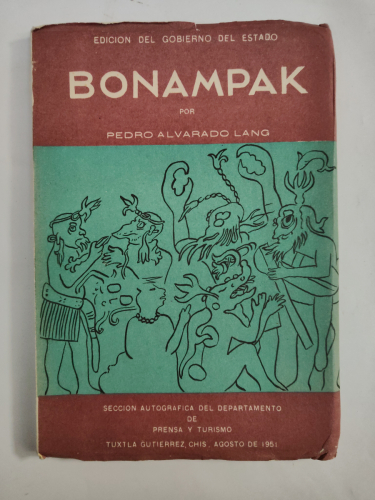 EDICION DEL GOBIERNO DEL ESTADO
BONAMPAK
POR
PEDRO ALVARADO LANG
SECCION AUTOGRAFICA DEL DEPARTAMENTO
DE
PRENSA Y TURISMO
TUXTLA GUTIERREZ, CHIS, AGOSTO DE 1951